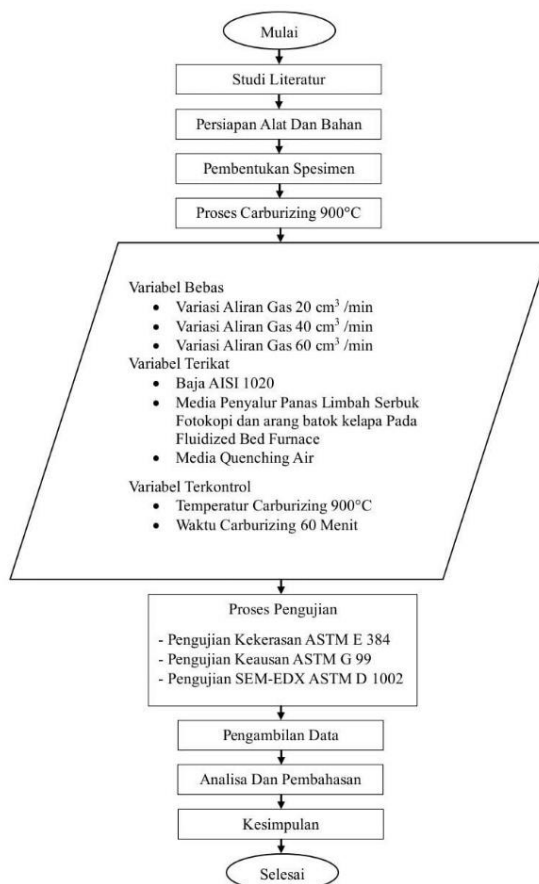 Mulai
Studi Literatur
Persiapan Alat Dan Bahan
Pembentukan Spesimen
Proses Carburizing 900°C
Variabel Bebas
• Variasi Aliran Gas 20 cm³ /min
• Variasi Aliran Gas 40 cm³ /min
• Variasi Aliran Gas 60 cm³ /min
Variabel Terikat
• Baja AISI 1020
• Media Penyalur Panas Limbah Serbuk
Fotokopi dan arang batok kelapa Pada
Fluidized Bed Furnace
• Media Quenching Air
Variabel Terkontrol
• Temperatur Carburizing 900°C
• Waktu Carburizing 60 Menit
Proses Pengujian
- Pengujian Kekerasan ASTM E 384
- Pengujian Keausan ASTM G 99
- Pengujian SEM-EDX ASTM D 1002
Pengambilan Data
Analisa Dan Pembahasan
Kesimpulan
Selesai